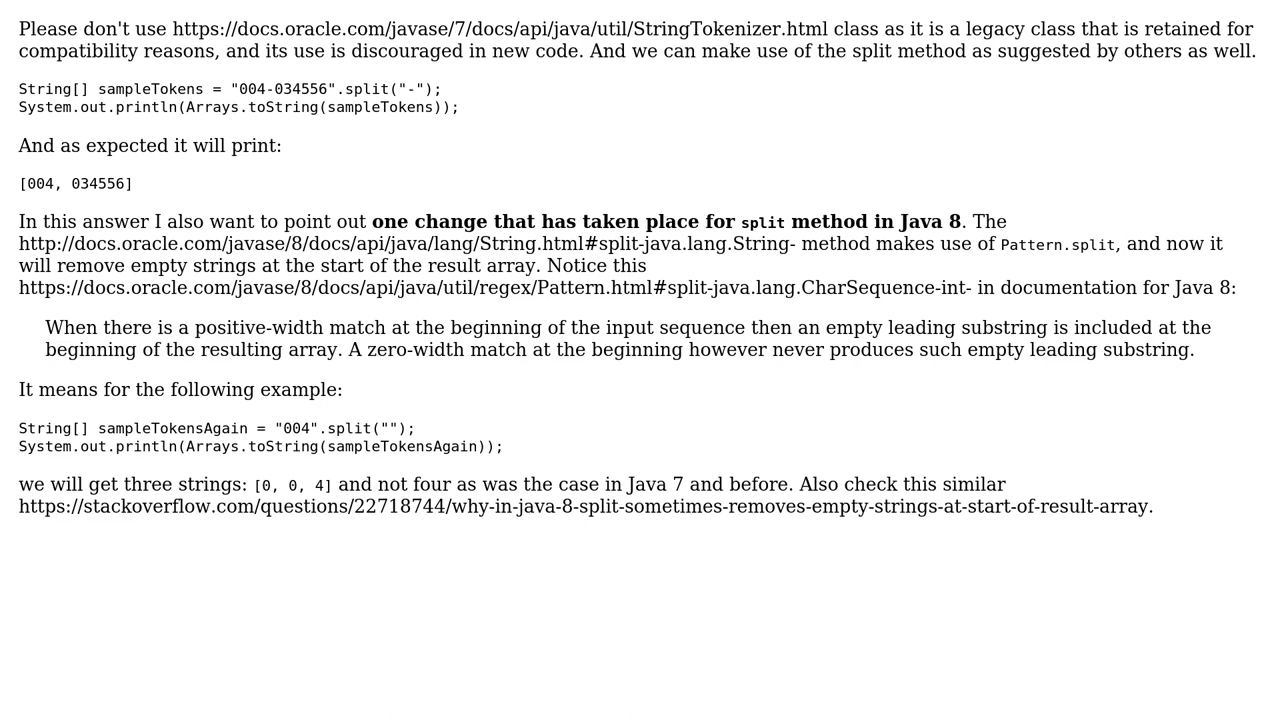 Please don't use https://docs.oracle.com/javase/7/docs/api/java/util/StringTokenizer.html class as it is a legacy class that is retained for
compatibility reasons, and its use is discouraged in new code. And we can make use of the split method as suggested by others as well.
String[] sampleTokens = "004-034556".split("-");
System.out.println(Arrays.toString(sampleTokens));
And as expected it will print:
[004, 034556]
In this answer I also want to point out one change that has taken place for split method in Java 8. The
http://docs.oracle.com/javase/8/docs/api/java/lang/String.html#split-java.lang.String- method makes use of Pattern.split, and now it
will remove empty strings at the start of the result array. Notice this
https://docs.oracle.com/javase/8/docs/api/java/util/regex/Pattern.html#split-java.lang.CharSequence-int- in documentation for Java 8:
When there is a positive-width match at the beginning of the input sequence then an empty leading substring is included at the
beginning of the resulting array. A zero-width match at the beginning however never produces such empty leading substring.
It means for the following example:
String[] sampleTokensAgain = "004".split("");
System.out.println(Arrays.toString(sampleTokensAgain));
we will get three strings: [0, 0, 4] and not four as was the case in Java 7 and before. Also check this similar
https://stackoverflow.com/questions/22718744/why-in-java-8-split-sometimes-removes-empty-strings-at-start-of-result-array.